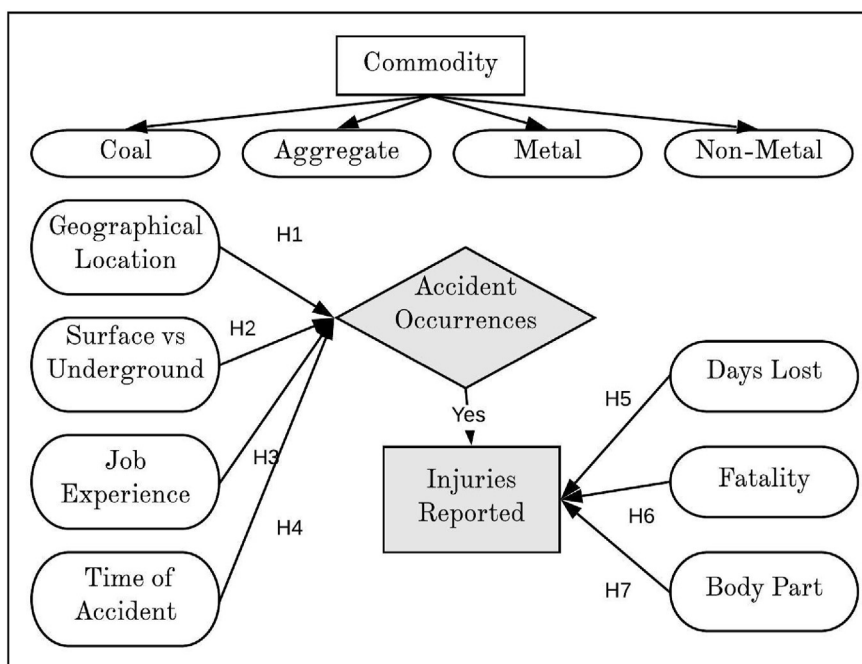 Commodity
Coal
Aggregate
Metal
Non-Metal
Geographical
Location
H1
Surface vs
Underground
H2
Job
Experience
H3
Time of
Accident
H4
Accident
Occurrences
Yes
Injuries
Reported
Days Lost
H5
Fatality
H6
Body Part
H7